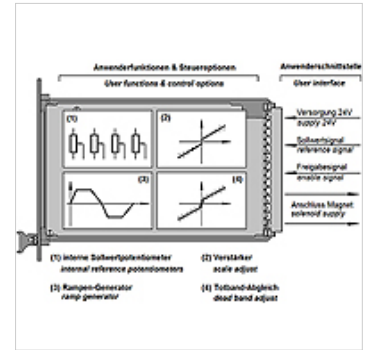 Anwenderfunktionen & Steueroptionen
User functions & control options
Anwenderschnittstelle
User interface
(1)
(2)
Versorgung 24V
supply 24V
Sollwertsignal
reference signal
(3)
(4)
Freigabesignal
enable signal
Anschluss Magnet
solenoid supply
(1) interne Sollwertpotentiometer
internal reference potentiometers
(2) Verstärker
scale adjust
(3) Rampen-Generator
ramp generator
(4) Totband-Abgleich
dead band adjust